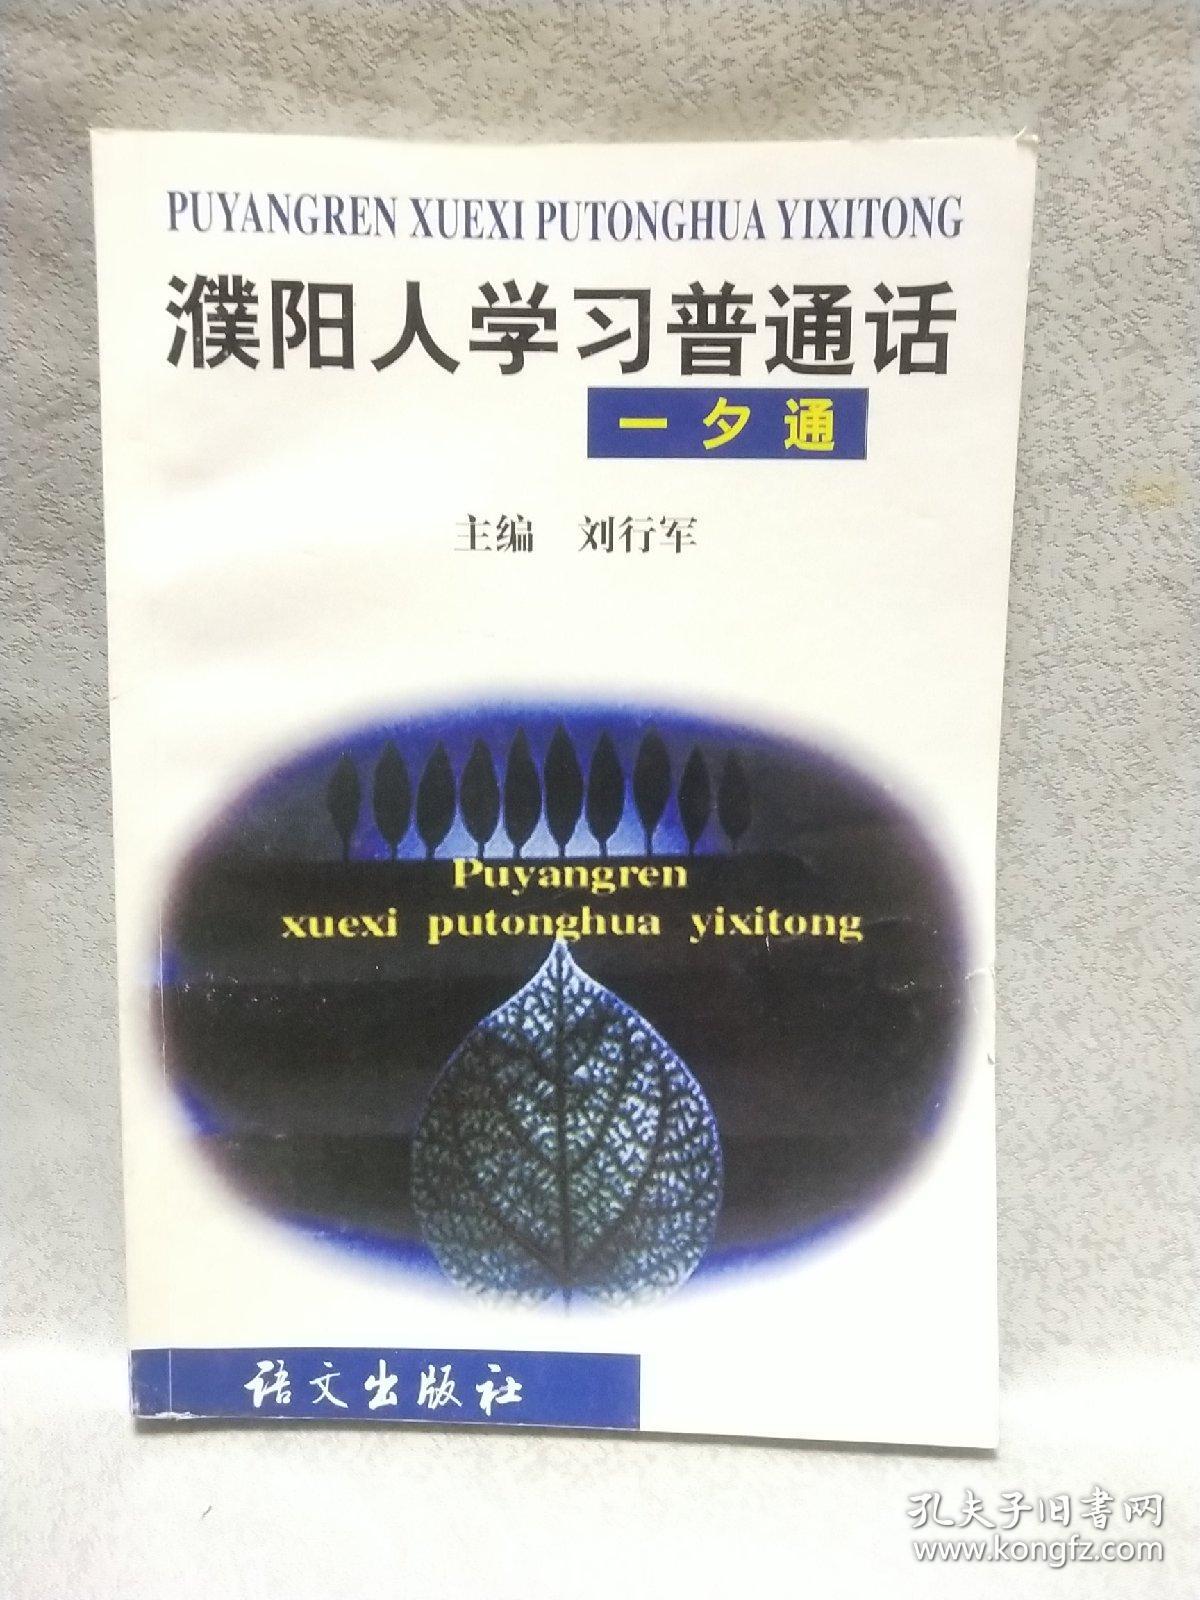 PUYANGREN XUEXI PUTONGHUA YIXITONG
濮阳人学习普通话
一夕通
主编 刘行军
Puyangren
xuexi putonghua yixitong
语文出版社
孔夫子旧书网
www.kongfz.com